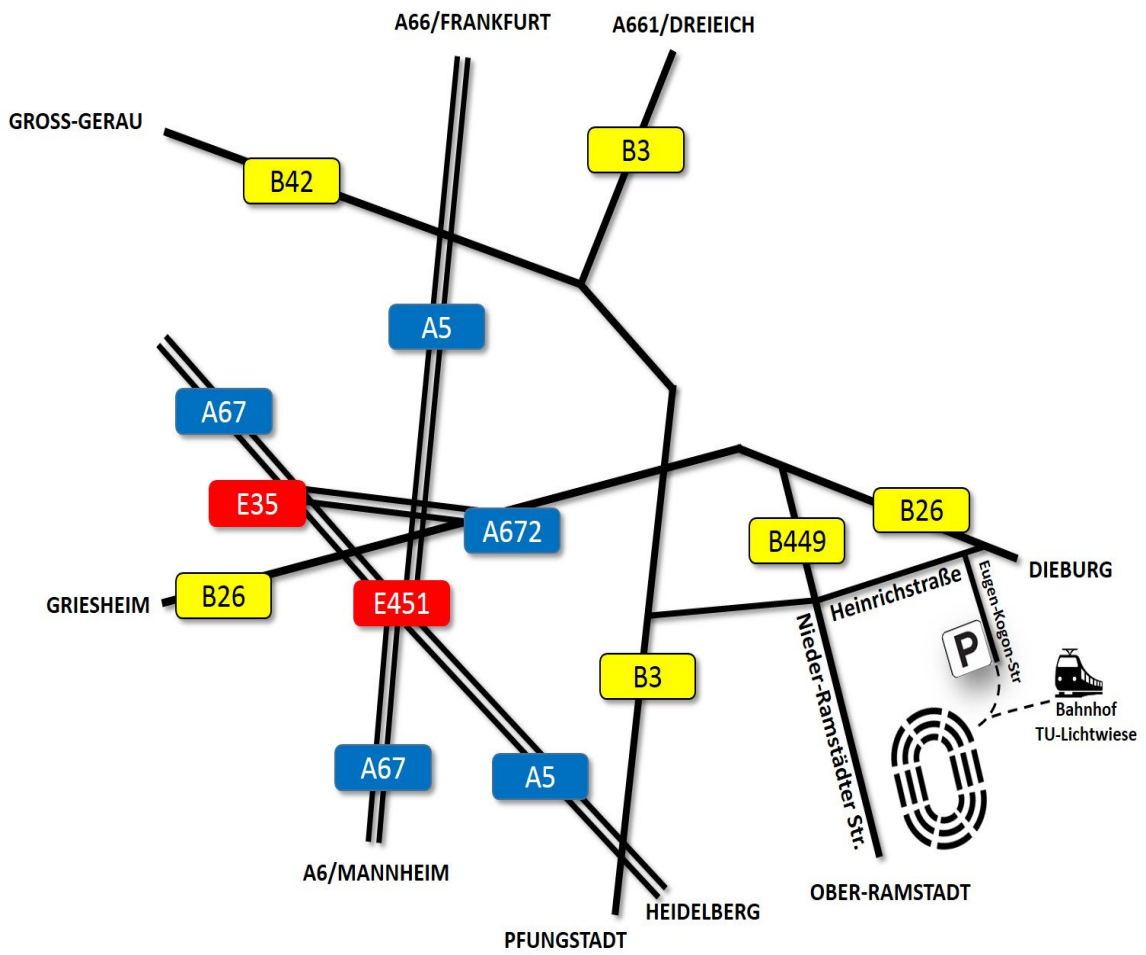 A66/FRANKFURT
A661/DREIEICH
GROSS-GERAU
B3
B42
A5
A67
E35
B26
A672
B449
DIEBURG
GRIESHEIM
B26
E451
Heinrichstraße
Eugen-Kogon-Str
P
B3
Nieder-Ramstädter Str.
Bahnhof
TU-Lichtwiese
A67
A5
A6/MANNHEIM
OBER-RAMSTADT
HEIDELBERG
PFUNGSTADT